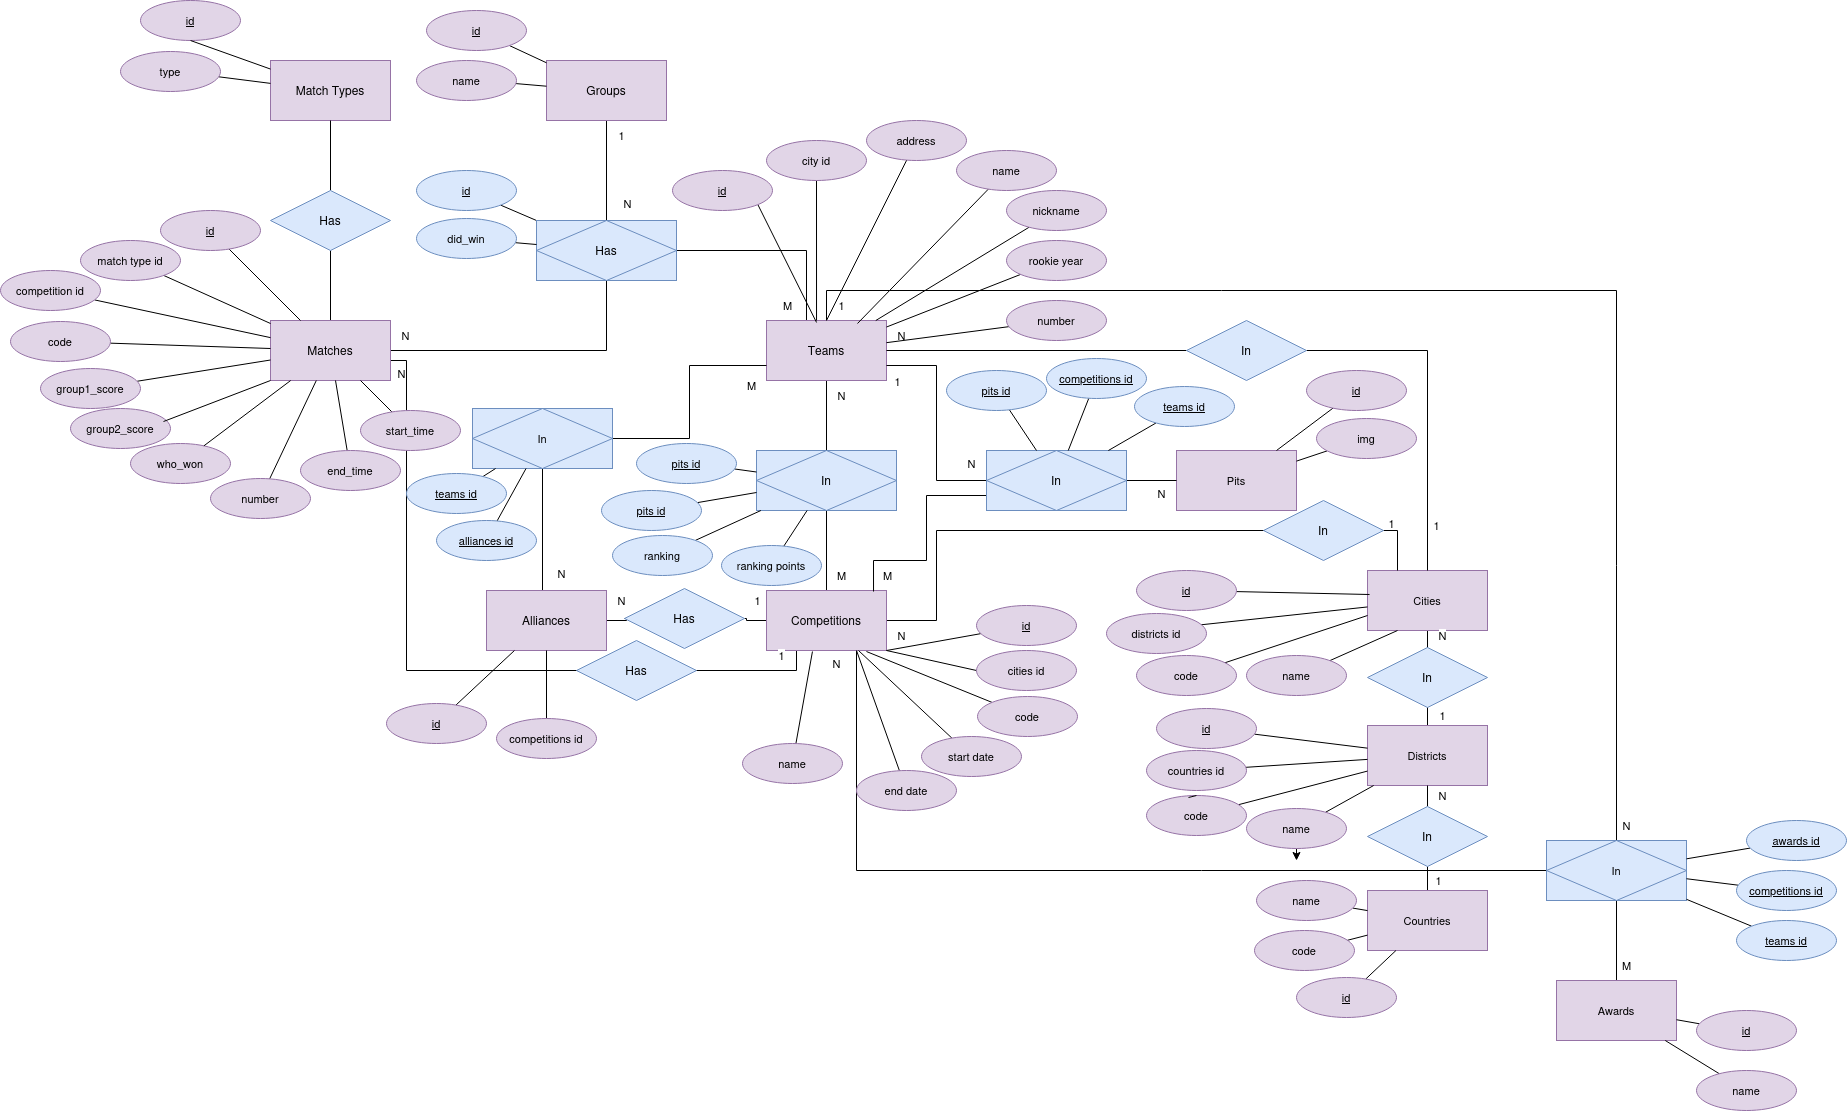 id
type
Match Types
id
name
Groups
1
N
Has
id
did_win
Has
id
city id
address
name
nickname
rookie year
number
M
1
N
Teams
M
N
1
id
match type id
competition id
code
group1_score
group2_score
who_won
number
end_time
start_time
Matches
N
N
In
teams id
alliances id
N
pits id
pits id
ranking
ranking points
In
M
M
pits id
competitions id
teams id
In
N
N
id
img
Pits
In
1
In
1
Alliances
N
Has
1
Competitions
N
Has
1
N
id
competitions id
name
end date
start date
code
cities id
id
id
districts id
code
name
Cities
N
In
1
id
countries id
code
name
Districts
N
In
1
name
code
id
Countries
N
In
awards id
competitions id
teams id
M
Awards
id
name